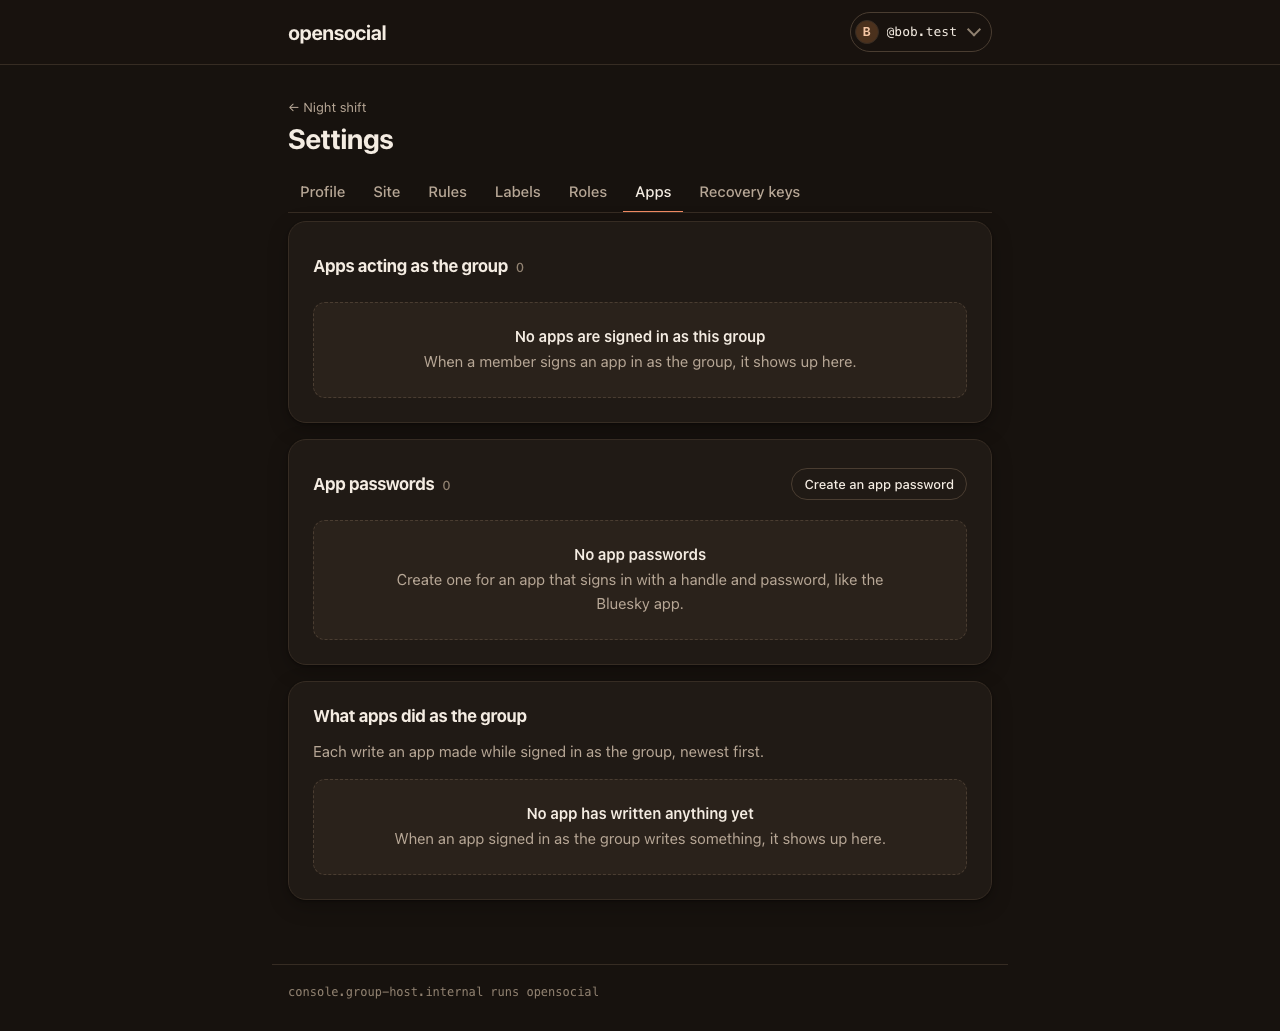 opensocial
B @bob.test
← Night shift
Settings
Profile Site Rules Labels Roles Apps Recovery keys
Apps acting as the group 0
No apps are signed in as this group
When a member signs an app in as the group, it shows up here.
App passwords 0
Create an app password
No app passwords
Create one for an app that signs in with a handle and password, like the
Bluesky app.
What apps did as the group
Each write an app made while signed in as the group, newest first.
No app has written anything yet
When an app signed in as the group writes something, it shows up here.
console.group-host.internal runs opensocial